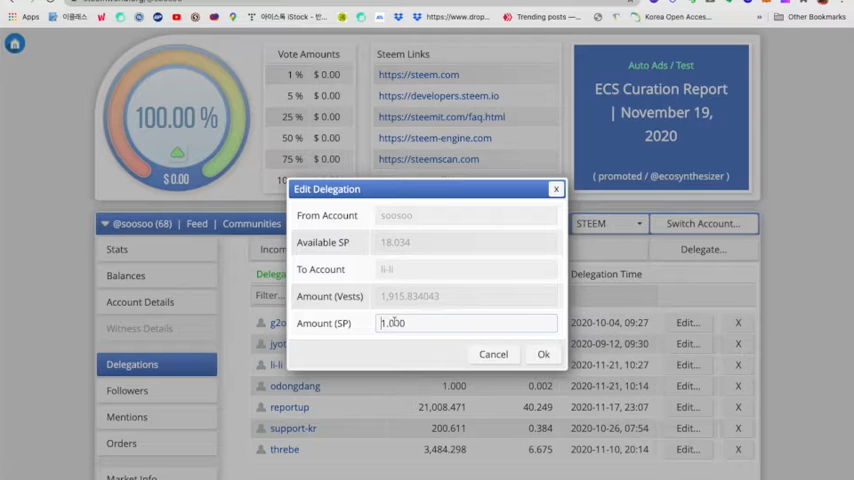 Apps
이클래스
W
아이스톡 iStock - 반...
https://www.drop...
Trending posts —...
Korea Open Acces...
»
Other Bookmarks
Vote Amounts
1 % $ 0.00
5 % $ 0.00
25 % $ 0.00
50 % $ 0.00
75 % $ 0.00
100.00 %
$ 0.00
Steem Links
https://steem.com
https://developers.steem.io
https://steemit.com/faq.html
https://steem-engine.com
https://steemscan.com
Auto Ads / Test
ECS Curation Report
| November 19,
2020
( promoted / @ecosynthesizer )
@soosoo (68) | Feed | Communities
STEEM
Switch Account...
Stats
Balances
Account Details
Witness Details
Delegations
Followers
Mentions
Orders
Market Info
Delegate...
Delegation Time
Filter...
2020-10-04, 09:27 Edit... X
2020-09-12, 09:30 Edit... X
li-li 2020-11-21, 10:27 Edit... X
odongdang 1.000 0.002 2020-11-21, 10:14 Edit... X
reportup 21,008.471 40.249 2020-11-17, 23:07 Edit... X
support-kr 200.611 0.384 2020-10-26, 07:54 Edit... X
threbe 3,484.298 6.675 2020-11-10, 20:14 Edit... X
Edit Delegation
X
From Account soosoo
Available SP 18.034
To Account li-li
Amount (Vests) 1,915.834043
Amount (SP) 1.000
Cancel Ok